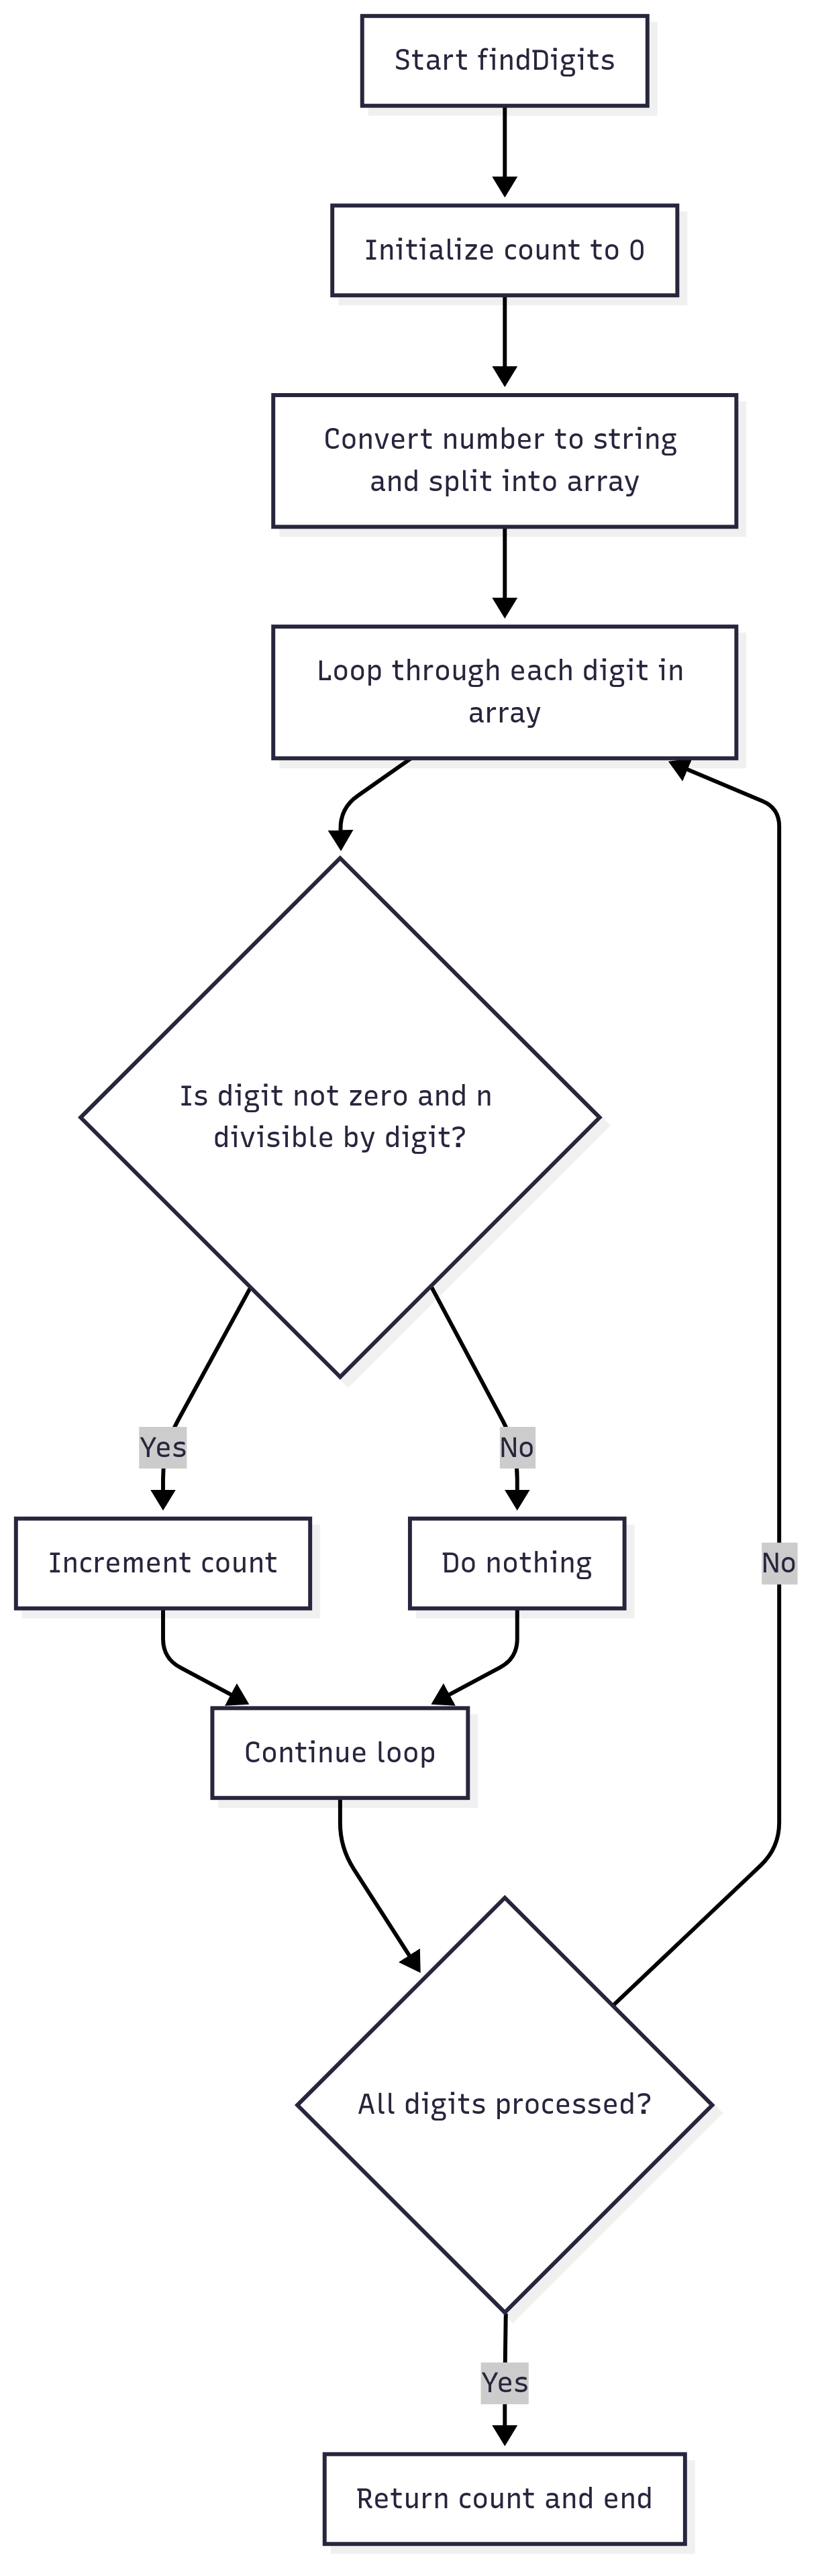 Start findDigits
Initialize count to 0
Convert number to string
and split into array
Loop through each digit in
array
Is digit not zero and n
divisible by digit?
Yes
No
Increment count
Do nothing
No
Continue loop
All digits processed?
Yes
Return count and end